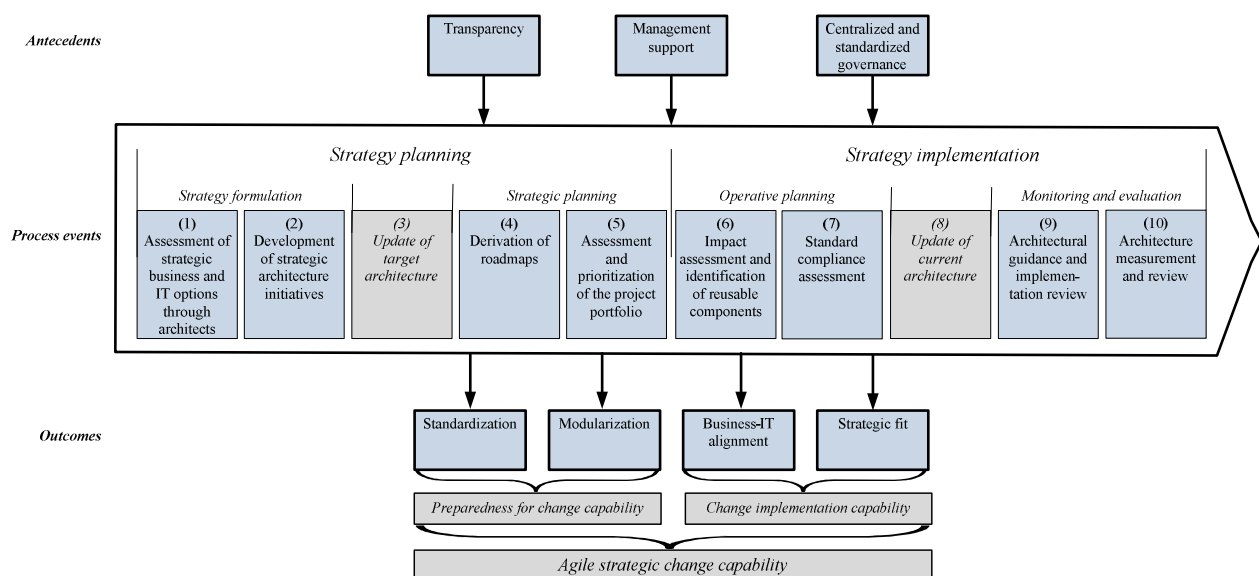 Antecedents
Transparency
Management
support
Centralized and
standardized
governance
Process events
Strategy planning
Strategy implementation
Strategy formulation
Strategic planning
Operative planning
Monitoring and evaluation
(1)
Assessment of
strategic
business and
IT options
through
architects
(2)
Development
of strategic
architecture
initiatives
(3)
Update of
target
architecture
(4)
Derivation of
roadmaps
(5)
Assessment
and
prioritization
of the project
portfolio
(6)
Impact
assessment and
identification
of reusable
components
(7)
Standard
compliance
assessment
(8)
Update of
current
architecture
(9)
Architectural
guidance and
implemen-
tation review
(10)
Architecture
measurement
and review
Outcomes
Standardization
Modularization
Business-IT
alignment
Strategic fit
Preparedness for change capability
Change implementation capability
Agile strategic change capability